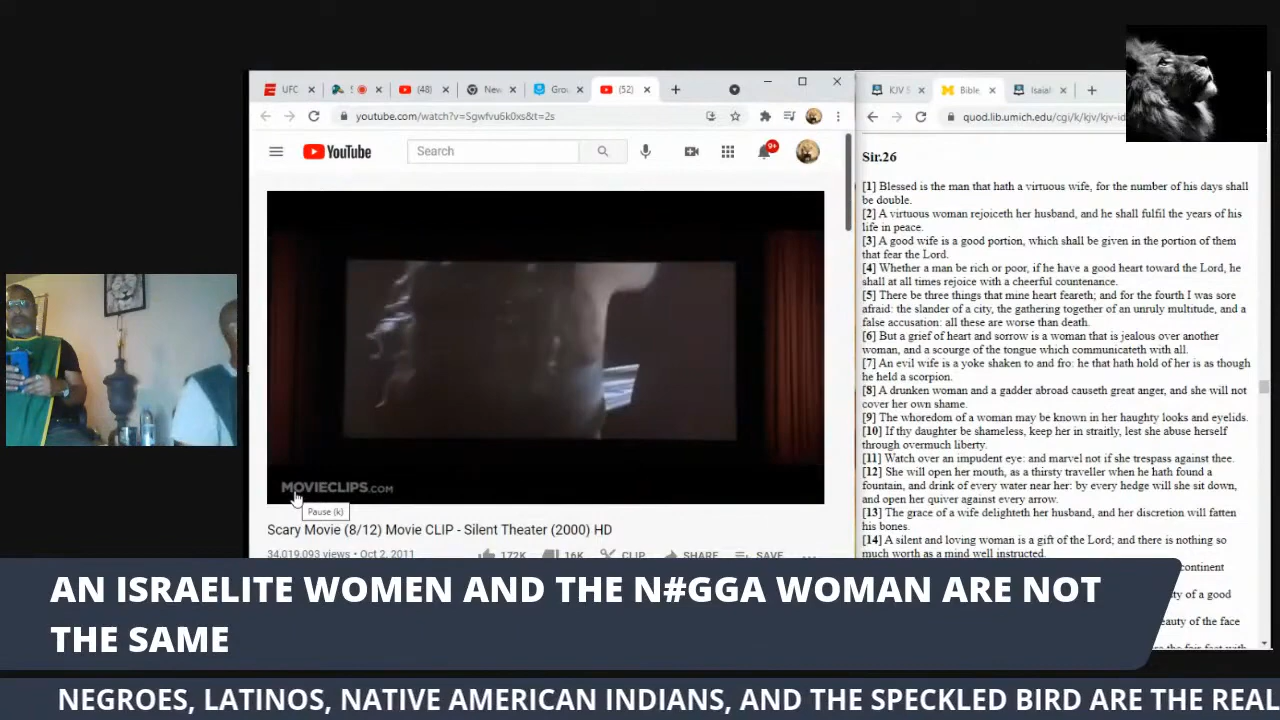 UFC
(48)
New
Grou
(52)
KJV S
Bible
Isaiah
youtube.com/watch?v=Sgwfvu6k0xs&t=2s
quod.lib.umich.edu/cgi/k/kjv/kjv-id
YouTube
Search
9+
Sir.26
[1] Blessed is the man that hath a virtuous wife, for the number of his days shall
be double.
[2] A virtuous woman rejoiceth her husband, and he shall fulfil the years of his
life in peace.
[3] A good wife is a good portion, which shall be given in the portion of them
that fear the Lord.
[4] Whether a man be rich or poor, if he have a good heart toward the Lord, he
shall at all times rejoice with a cheerful countenance.
[5] There be three things that mine heart feareth; and for the fourth I was sore
afraid: the slander of a city, the gathering together of an unruly multitude, and a
false accusation: all these are worse than death.
[6] But a grief of heart and sorrow is a woman that is jealous over another
woman, and a scourge of the tongue which communicateth with all.
[7] An evil wife is a yoke shaken to and fro: he that hath hold of her is as though
he held a scorpion.
[8] A drunken woman and a gadder abroad causeth great anger, and she will not
cover her own shame.
[9] The whoredom of a woman may be known in her haughty looks and eyelids.
[10] If thy daughter be shameless, keep her in straitly, lest she abuse herself
through overmuch liberty.
[11] Watch over an impudent eye: and marvel not if she trespass against thee.
[12] She will open her mouth, as a thirsty traveller when he hath found a
fountain, and drink of every water near her: by every hedge will she sit down,
and open her quiver against every arrow.
[13] The grace of a wife delighteth her husband, and her discretion will fatten
his bones.
[14] A silent and loving woman is a gift of the Lord; and there is nothing so
much worth as a mind well instructed.
continent
ty of a good
eauty of the face
MOVIECLIPS.COM
Pause (k)
Scary Movie (8/12) Movie CLIP - Silent Theater (2000) HD
34,019,093 views • Oct 2, 2011
172K
16K
CLIP
SHARE
SAVE
AN ISRAELITE WOMEN AND THE N#GGA WOMAN ARE NOT
THE SAME
NEGROES, LATINOS, NATIVE AMERICAN INDIANS, AND THE SPECKLED BIRD ARE THE REAL